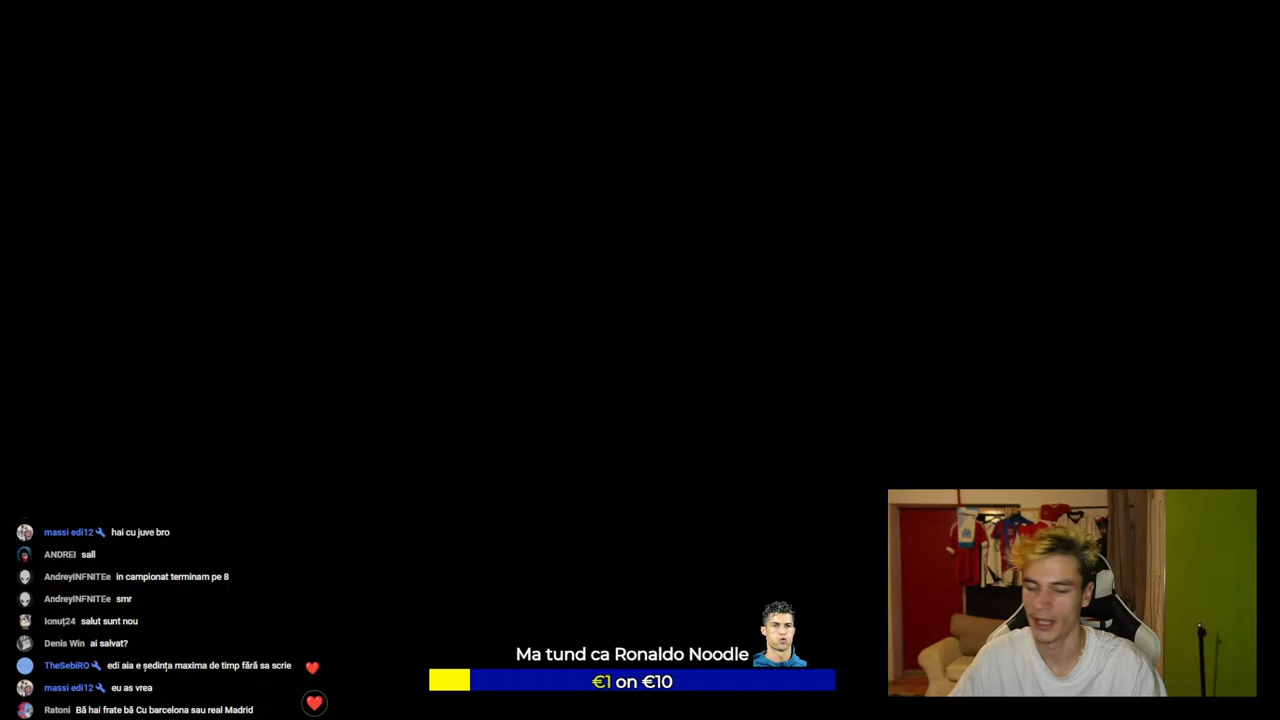 massi edi12 hai cu juve bro
ANDREI sall
AndreyINFNITEe in campionat terminam pe 8
AndreyINFNITEe smr
Ionuț24 salut sunt nou
Denis Win ai salvat?
TheSebiRO edi aia e ședința maxima de timp fără sa scrie
massi edi12 eu as vrea
Ratoni Bă hai frate bă Cu barcelona sau real Madrid
Ma tund ca Ronaldo Noodle
€1 on €10